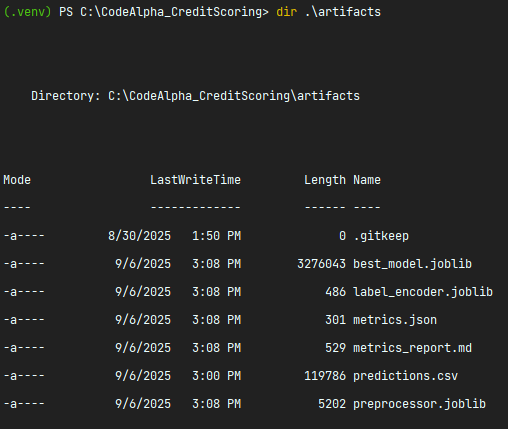 (.venv) PS C:\CodeAlpha_CreditScoring> dir .\artifacts
Directory: C:\CodeAlpha_CreditScoring\artifacts
Mode LastWriteTime Length Name
---- ------------- ------ ----
-a---- 8/30/2025 1:50 PM 0 .gitkeep
-a---- 9/6/2025 3:08 PM 3276043 best_model.joblib
-a---- 9/6/2025 3:08 PM 486 label_encoder.joblib
-a---- 9/6/2025 3:08 PM 301 metrics.json
-a---- 9/6/2025 3:08 PM 529 metrics_report.md
-a---- 9/6/2025 3:00 PM 119786 predictions.csv
-a---- 9/6/2025 3:08 PM 5202 preprocessor.joblib